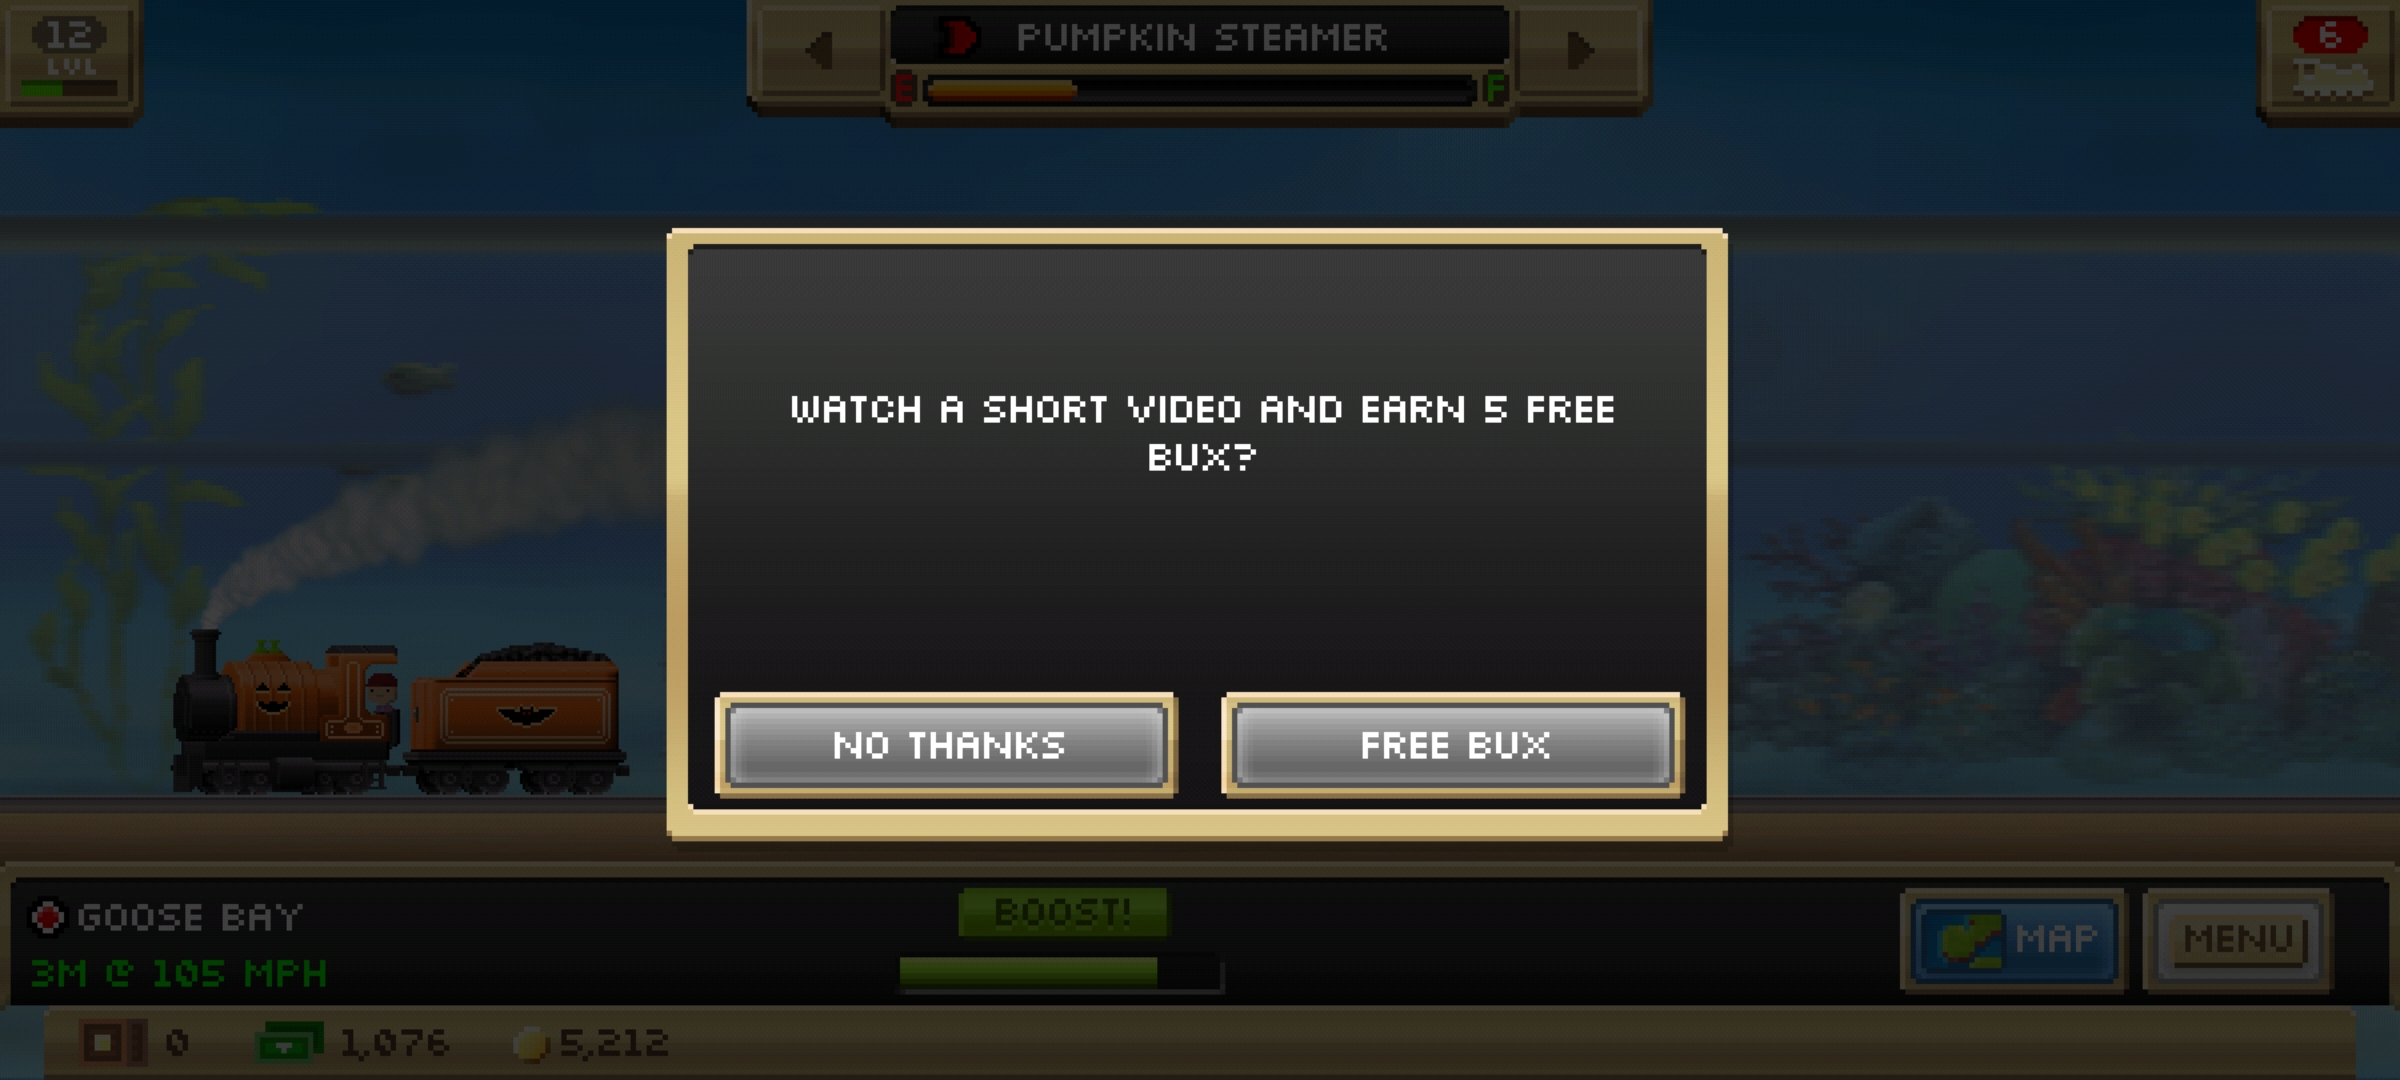 12
LVL
PUMPKIN STEAMER
E
F
6
WATCH A SHORT VIDEO AND EARN 5 FREE
BUX?
NO THANKS
FREE BUX
GOOSE BAY
3M @ 105 MPH
BOOST!
MAP
MENU
0
1,076
5,212